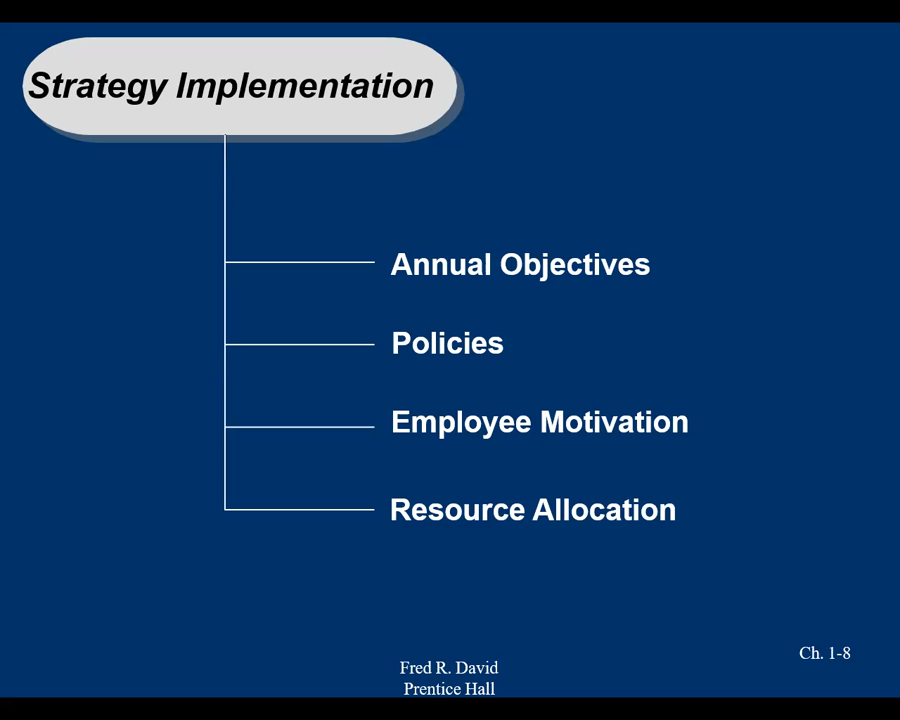 Strategy Implementation
Annual Objectives
Policies
Employee Motivation
Resource Allocation
Ch. 1-8
Fred R. David
Prentice Hall